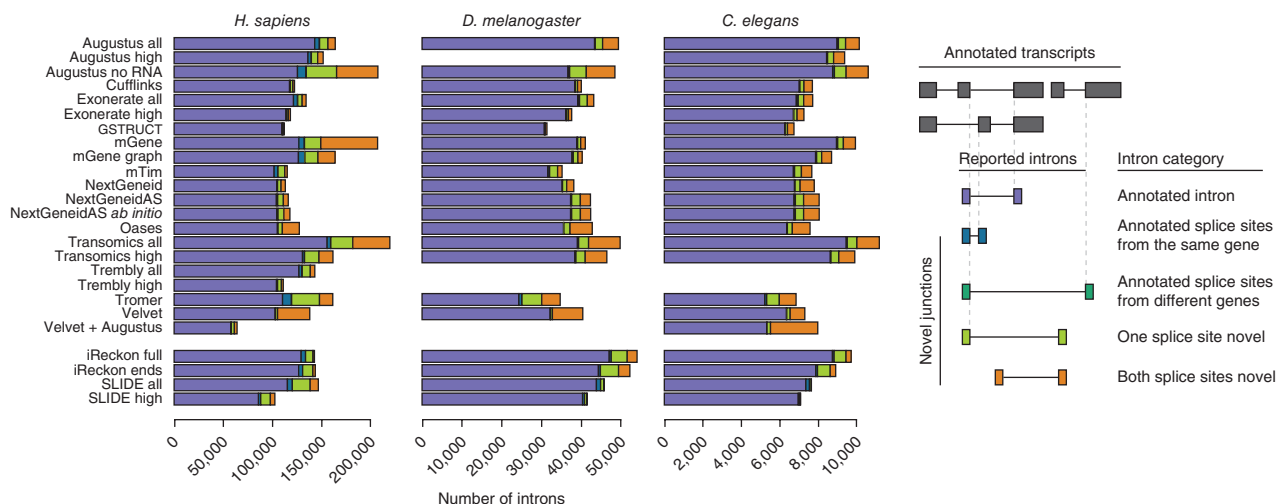 H. sapiens
D. melanogaster
C. elegans
Augustus all
Augustus high
Augustus no RNA
Cufflinks
Exonerate all
Exonerate high
GSTRUCT
mGene
mGene graph
mTim
NextGeneid
NextGeneidAS
NextGeneidAS ab initio
Oases
Transomics all
Transomics high
Trembly all
Trembly high
Tromer
Velvet
Velvet + Augustus
iReckon full
iReckon ends
SLIDE all
SLIDE high
0
50,000
100,000
150,000
200,000
0
10,000
20,000
30,000
40,000
50,000
0
2,000
4,000
6,000
8,000
10,000
Number of introns
Annotated transcripts
Reported introns
Intron category
Annotated intron
Annotated splice sites
from the same gene
Annotated splice sites
from different genes
One splice site novel
Both splice sites novel
Novel junctions